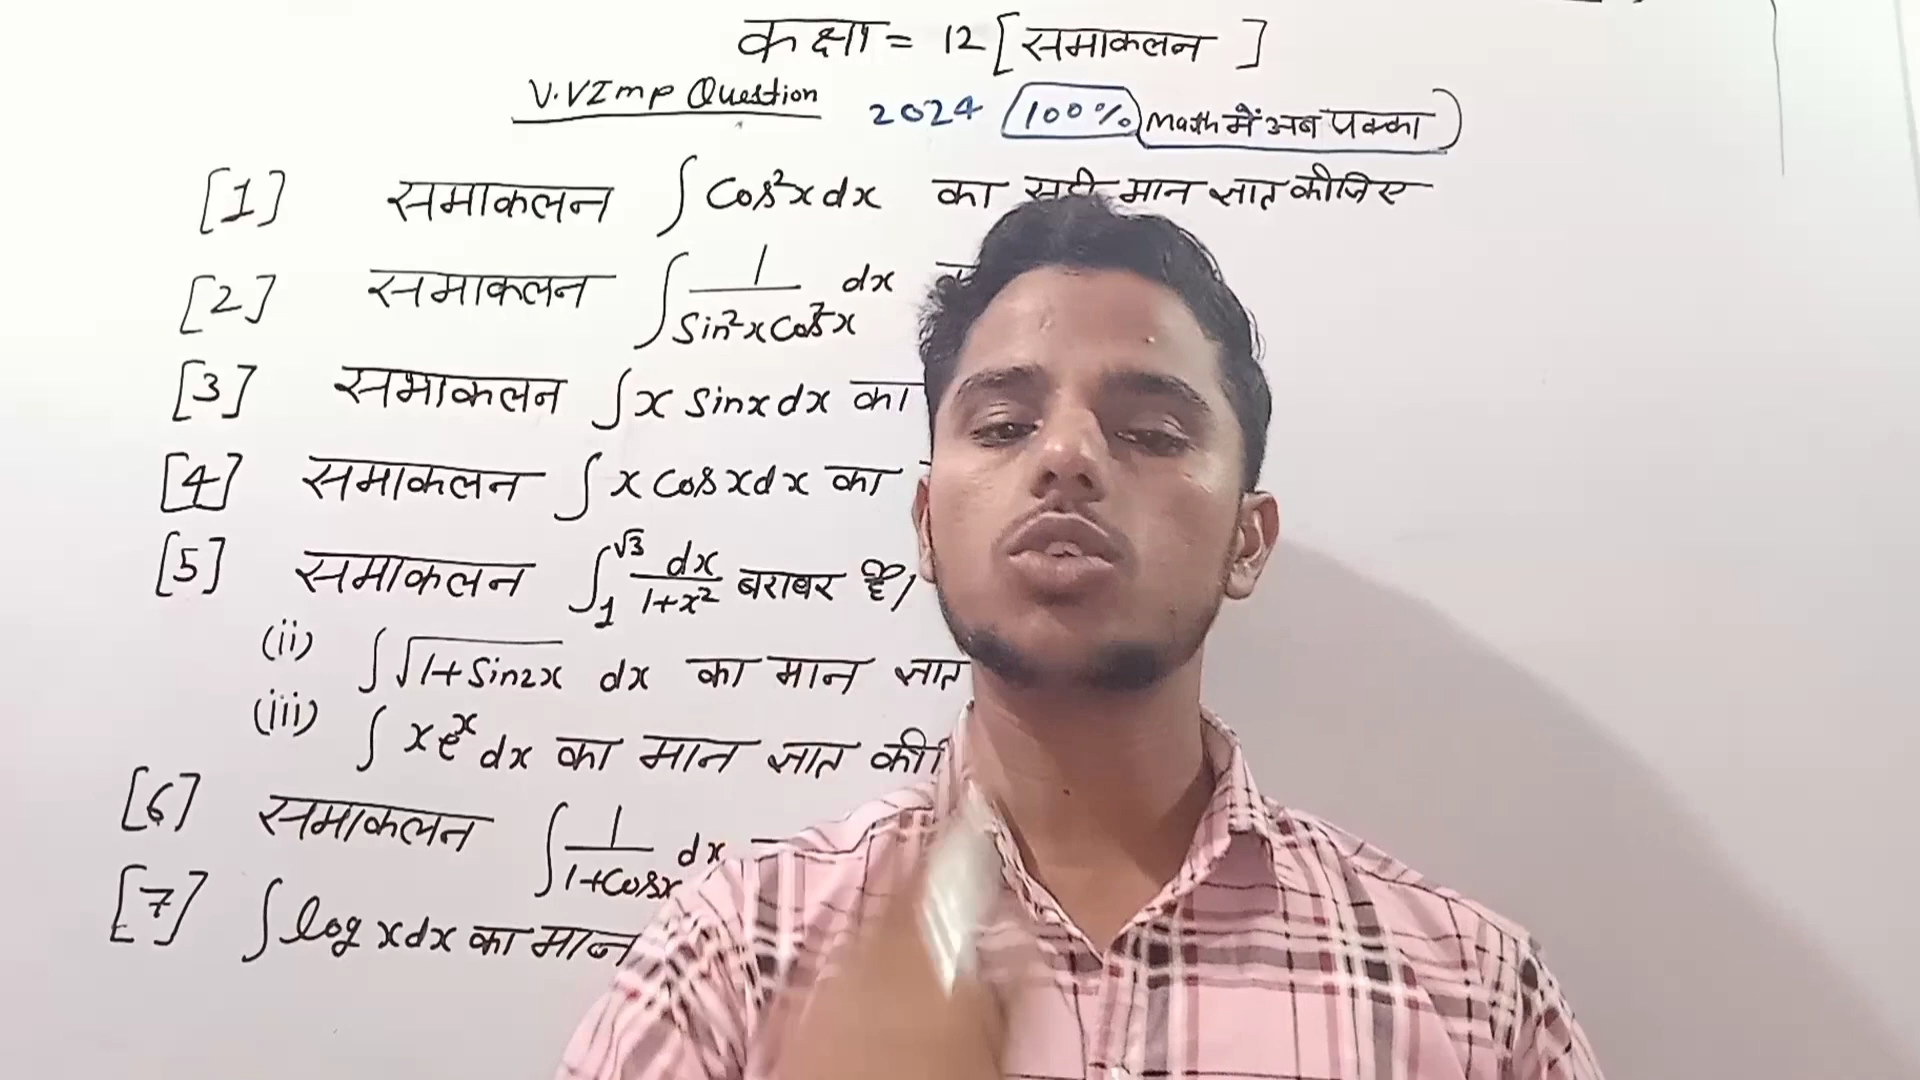 कक्षा = 12 [समाकलन]
V.VImp Question 2024 100% Math में अब पक्का
[1] समाकलन ∫ Cos²x dx का सही मान ज्ञात कीजिए
[2] समाकलन ∫ 1/(Sin²x Cos²x) dx
[3] समाकलन ∫ x Sinx dx का
[4] समाकलन ∫ x Cos x dx का
[5] समाकलन ∫₁^√3 dx/(1+x²) बराबर है।
(ii) ∫ √(1+Sin2x) dx का मान ज्ञात
(iii) ∫ x eˣ dx का मान ज्ञात
[6] समाकलन ∫ 1/(1+Cosx) dx
[7] ∫ log x dx का मान